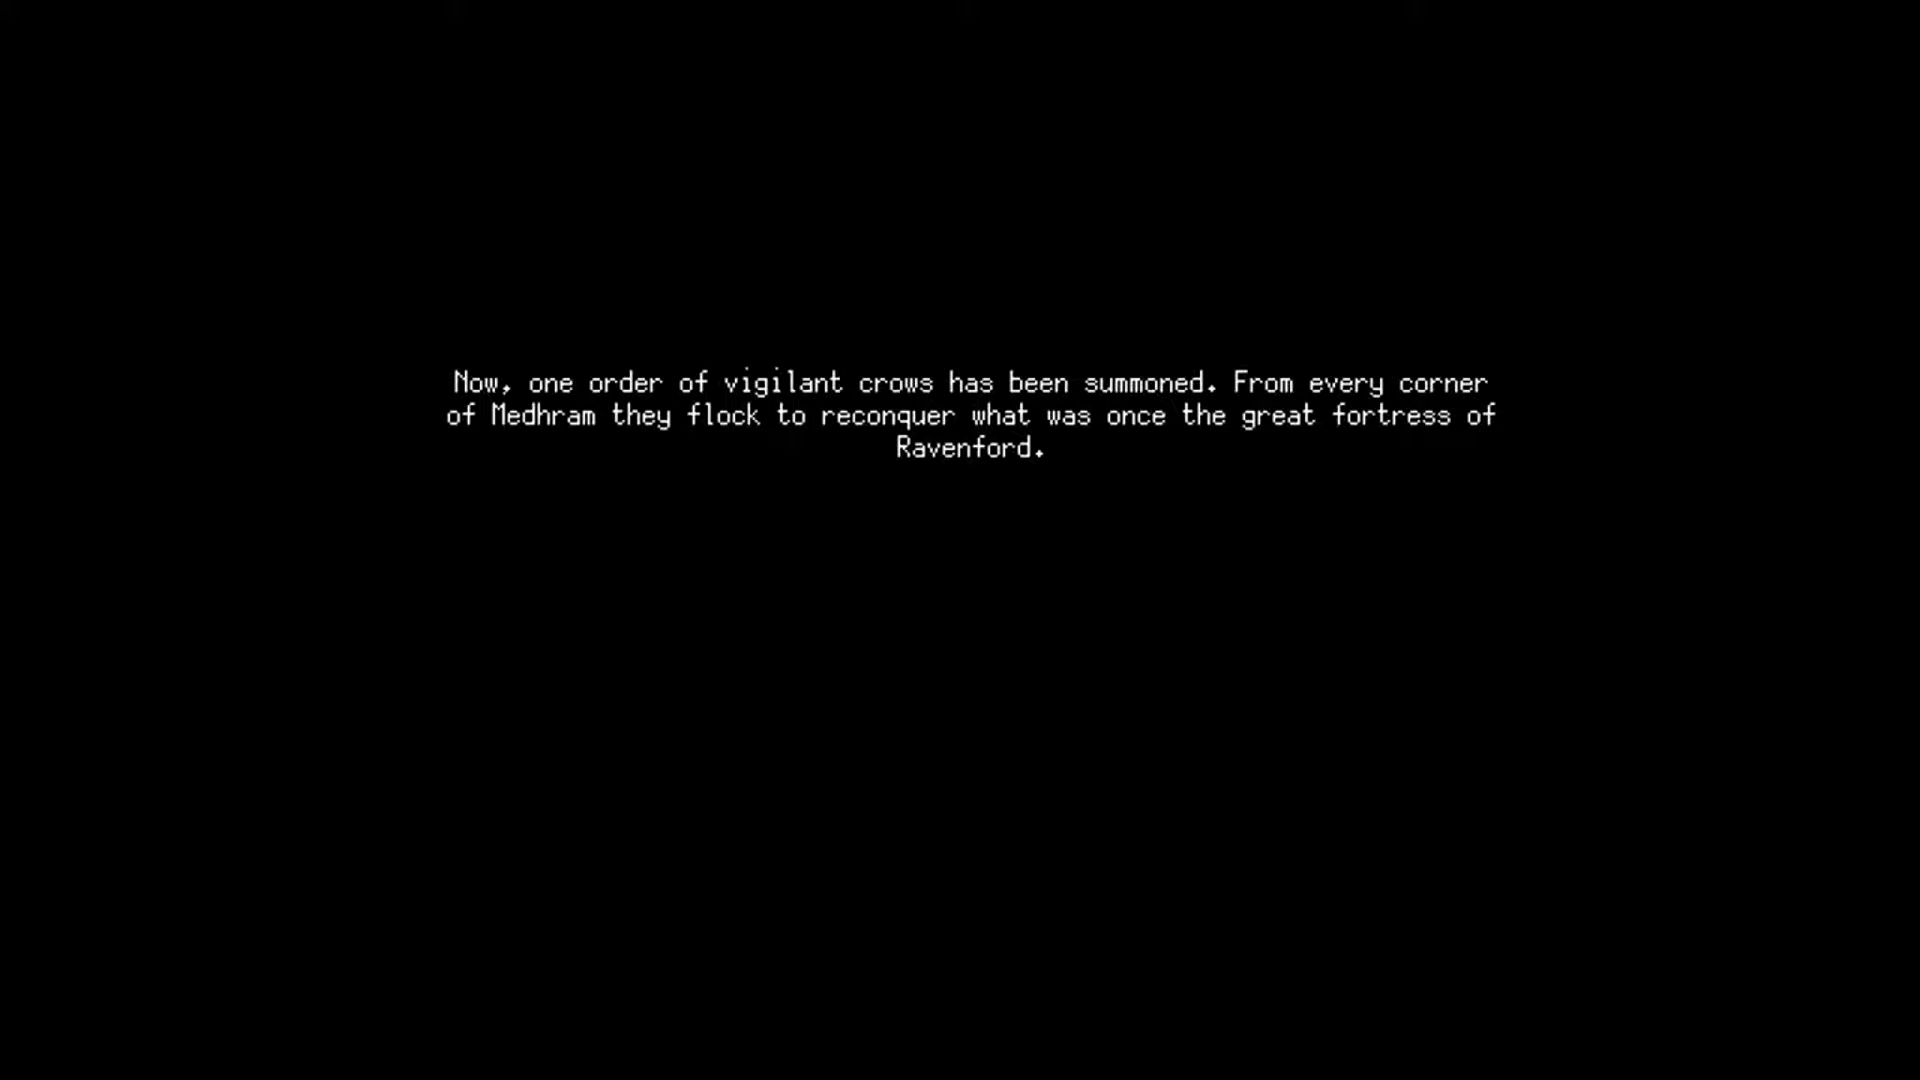 Now, one order of vigilant crows has been summoned. From every corner
of Medhram they flock to reconquer what was once the great fortress of
Ravenford.